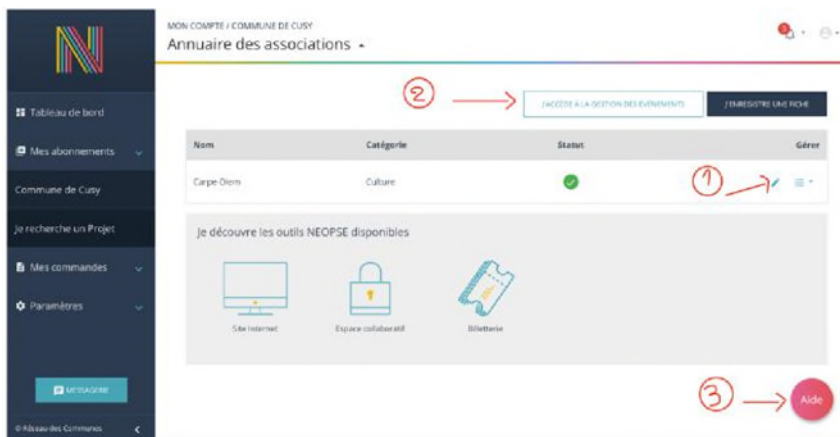 MON COMPTE / COMMUNE DE CUSY
Annuaire des associations
N
Tableau de bord
Mes abonnements
Commune de Cusy
Je recherche un Projet
Mes commandes
Paramètres
MESSAGERIE
© Réseau des Communes
②
J'ACCÈDE À LA GESTION DES ÉVÉNEMENTS
J'ENREGISTRE UNE FICHE
Nom Catégorie Statut Gérer
Carpe Diem Culture
①
Je découvre les outils NEOPSE disponibles
Site Internet Espace collaboratif Billetterie
③
Aide